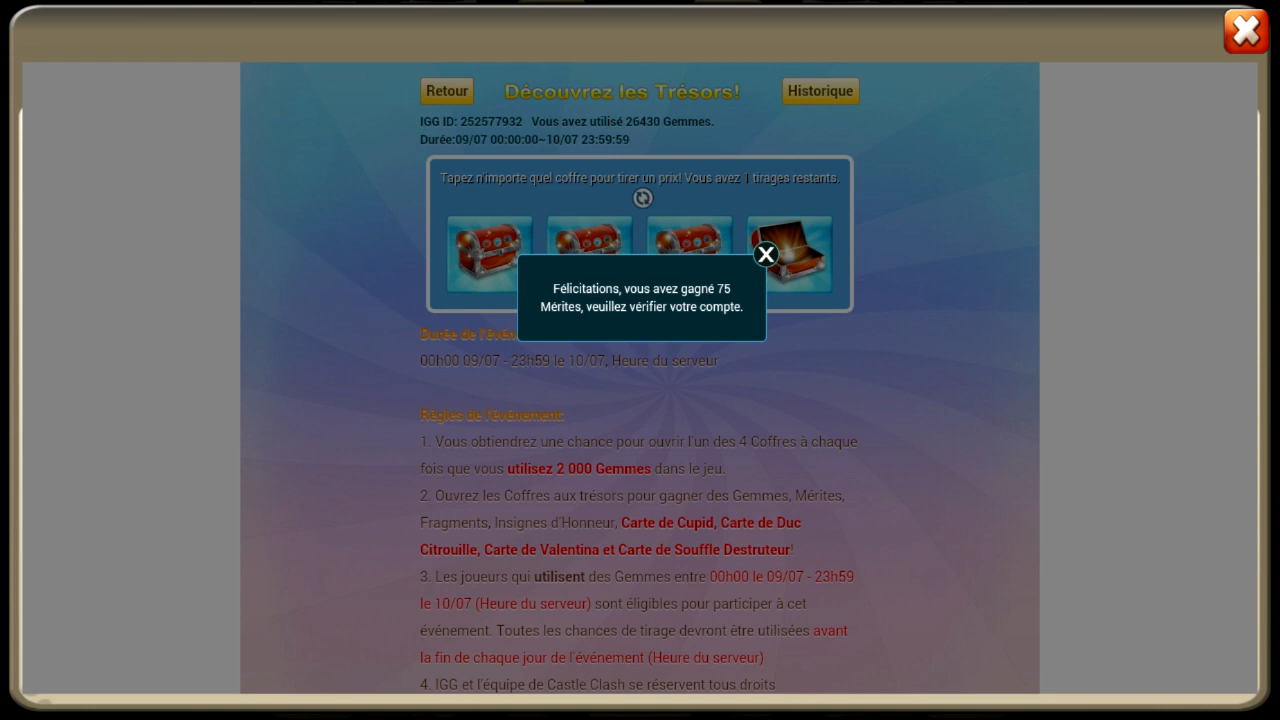 Retour
Découvrez les Trésors!
Historique
IGG ID: 252577932 Vous avez utilisé 26430 Gemmes.
Durée:09/07 00:00:00~10/07 23:59:59
Tapez n'importe quel coffre pour tirer un prix! Vous avez 1 tirages restants.
X
Félicitations, vous avez gagné 75
Mérites, veuillez vérifier votre compte.
Durée de l'évén
00h00 09/07 - 23h59 le 10/07, Heure du serveur
Règles de l'événement:
1. Vous obtiendrez une chance pour ouvrir l'un des 4 Coffres à chaque
fois que vous utilisez 2 000 Gemmes dans le jeu.
2. Ouvrez les Coffres aux trésors pour gagner des Gemmes, Mérites,
Fragments, Insignes d'Honneur, Carte de Cupid, Carte de Duc
Citrouille, Carte de Valentina et Carte de Souffle Destruteur!
3. Les joueurs qui utilisent des Gemmes entre 00h00 le 09/07 - 23h59
le 10/07 (Heure du serveur) sont éligibles pour participer à cet
événement. Toutes les chances de tirage devront être utilisées avant
la fin de chaque jour de l'événement (Heure du serveur)
4. IGG et l'équipe de Castle Clash se réservent tous droits